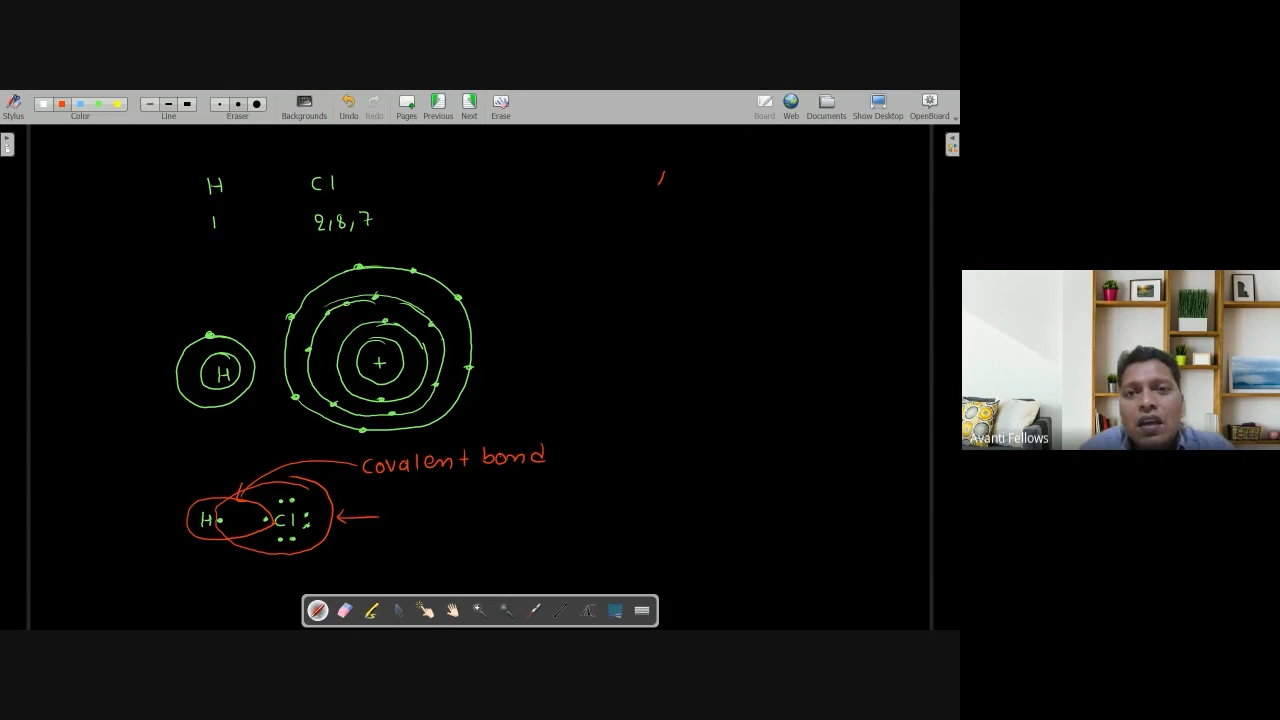 Stylus Color Line Eraser Backgrounds Undo Redo Pages Previous Next Erase Board Web Documents Show Desktop OpenBoard
H Cl
1 2,8,7
H +
covalent bond
H Cl
Avanti Fellows